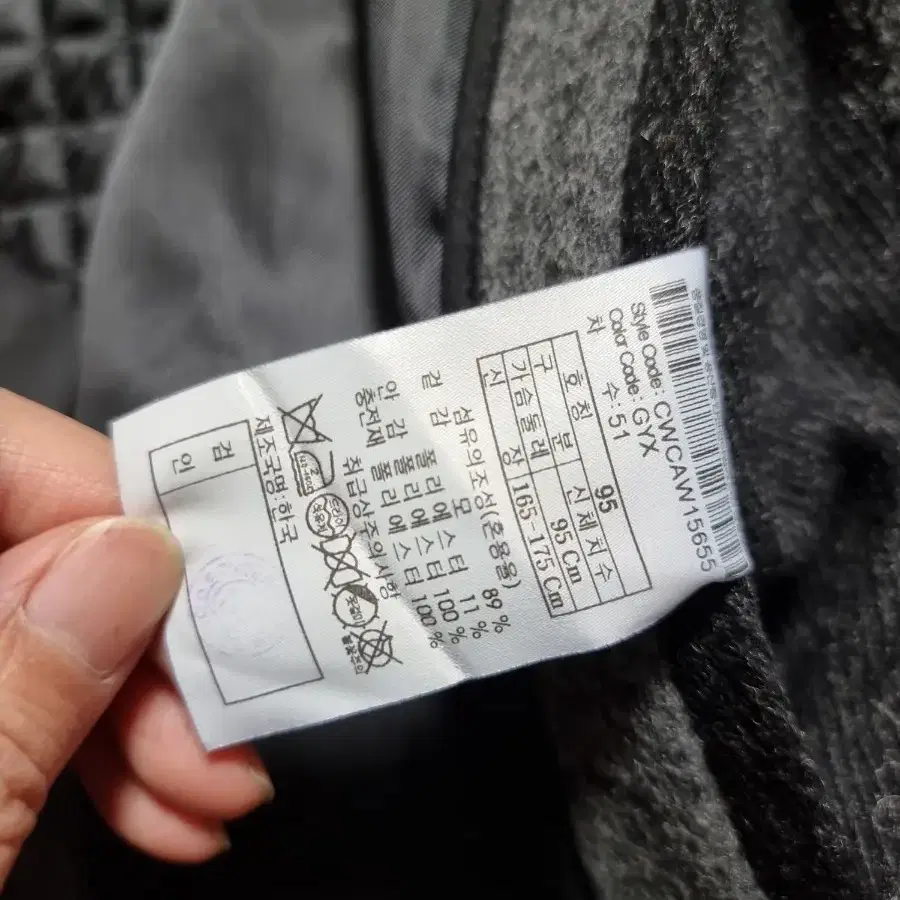 Style Code : CWCAW15655
Color Code : GYX
차 수 : 51
호 칭 95
구 분 신 체 치 수
가슴둘레 95 Cm
신 장 165-175 Cm
섬유의조성(혼용율)
겉 감 모 89 %
폴리에스터 11 %
안 감 폴리에스터 100 %
충전재 폴리에스터 100 %
취급상주의사항
제조국명:한국
검 인